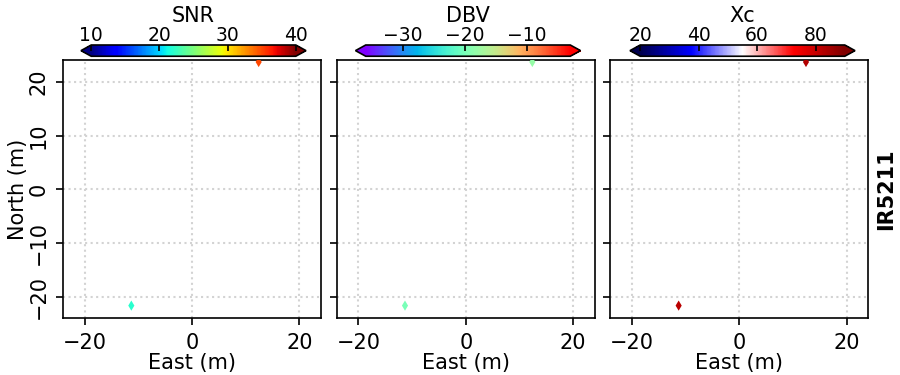 SNR DBV Xc
10 20 30 40 −30 −20 −10 20 40 60 80
North (m)
20
10
0
−10
−20
IR5211
−20 0 20 −20 0 20 −20 0 20
East (m) East (m) East (m)